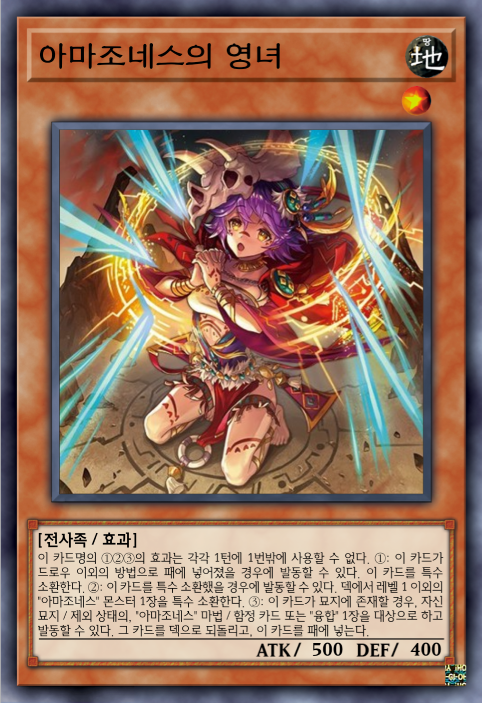 아마조네스의 영녀
땅
地
[전사족 / 효과]
이 카드명의 ①②③의 효과는 각각 1턴에 1번밖에 사용할 수 없다. ①: 이 카드가
드로우 이외의 방법으로 패에 넣어졌을 경우에 발동할 수 있다. 이 카드를 특수
소환한다. ②: 이 카드를 특수 소환했을 경우에 발동할 수 있다. 덱에서 레벨 1 이외의
"아마조네스" 몬스터 1장을 특수 소환한다. ③: 이 카드가 묘지에 존재할 경우, 자신
묘지 / 제외 상태의, "아마조네스" 마법 / 함정 카드 또는 "융합" 1장을 대상으로 하고
발동할 수 있다. 그 카드를 덱으로 되돌리고, 이 카드를 패에 넣는다.
ATK / 500 DEF / 400